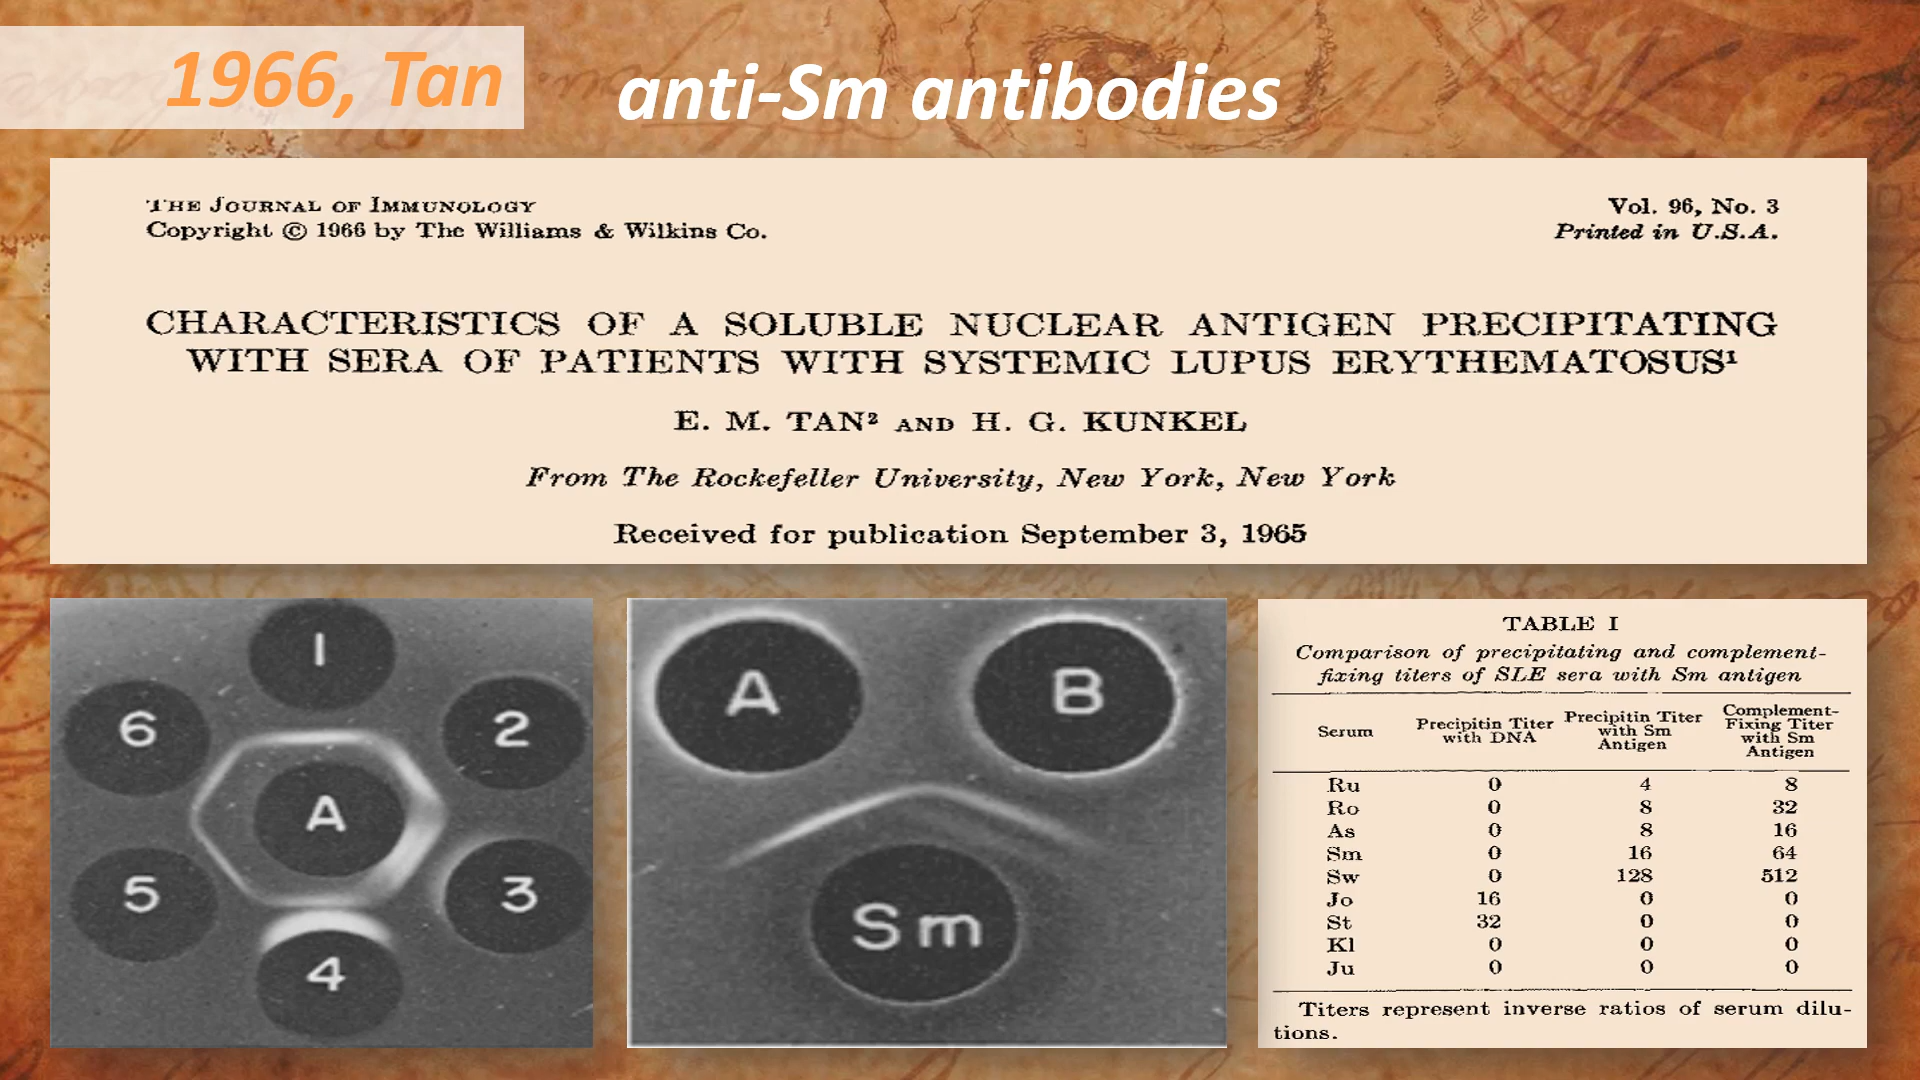 1966, Tan
anti-Sm antibodies
THE JOURNAL OF IMMUNOLOGY
Copyright © 1966 by The Williams & Wilkins Co.
Vol. 96, No. 3
Printed in U.S.A.
CHARACTERISTICS OF A SOLUBLE NUCLEAR ANTIGEN PRECIPITATING
WITH SERA OF PATIENTS WITH SYSTEMIC LUPUS ERYTHEMATOSUS¹
E. M. TAN² AND H. G. KUNKEL
From The Rockefeller University, New York, New York
Received for publication September 3, 1965
1
6
2
A
5
3
4
A
B
Sm
TABLE I
Comparison of precipitating and complement-
fixing titers of SLE sera with Sm antigen
Serum
Precipitin Titer
with DNA
Precipitin Titer
with Sm
Antigen
Complement-
Fixing Titer
with Sm
Antigen
Ru 0 4 8
Ro 0 8 32
As 0 8 16
Sm 0 16 64
Sw 0 128 512
Jo 16 0 0
St 32 0 0
Kl 0 0 0
Ju 0 0 0
Titers represent inverse ratios of serum dilu-
tions.